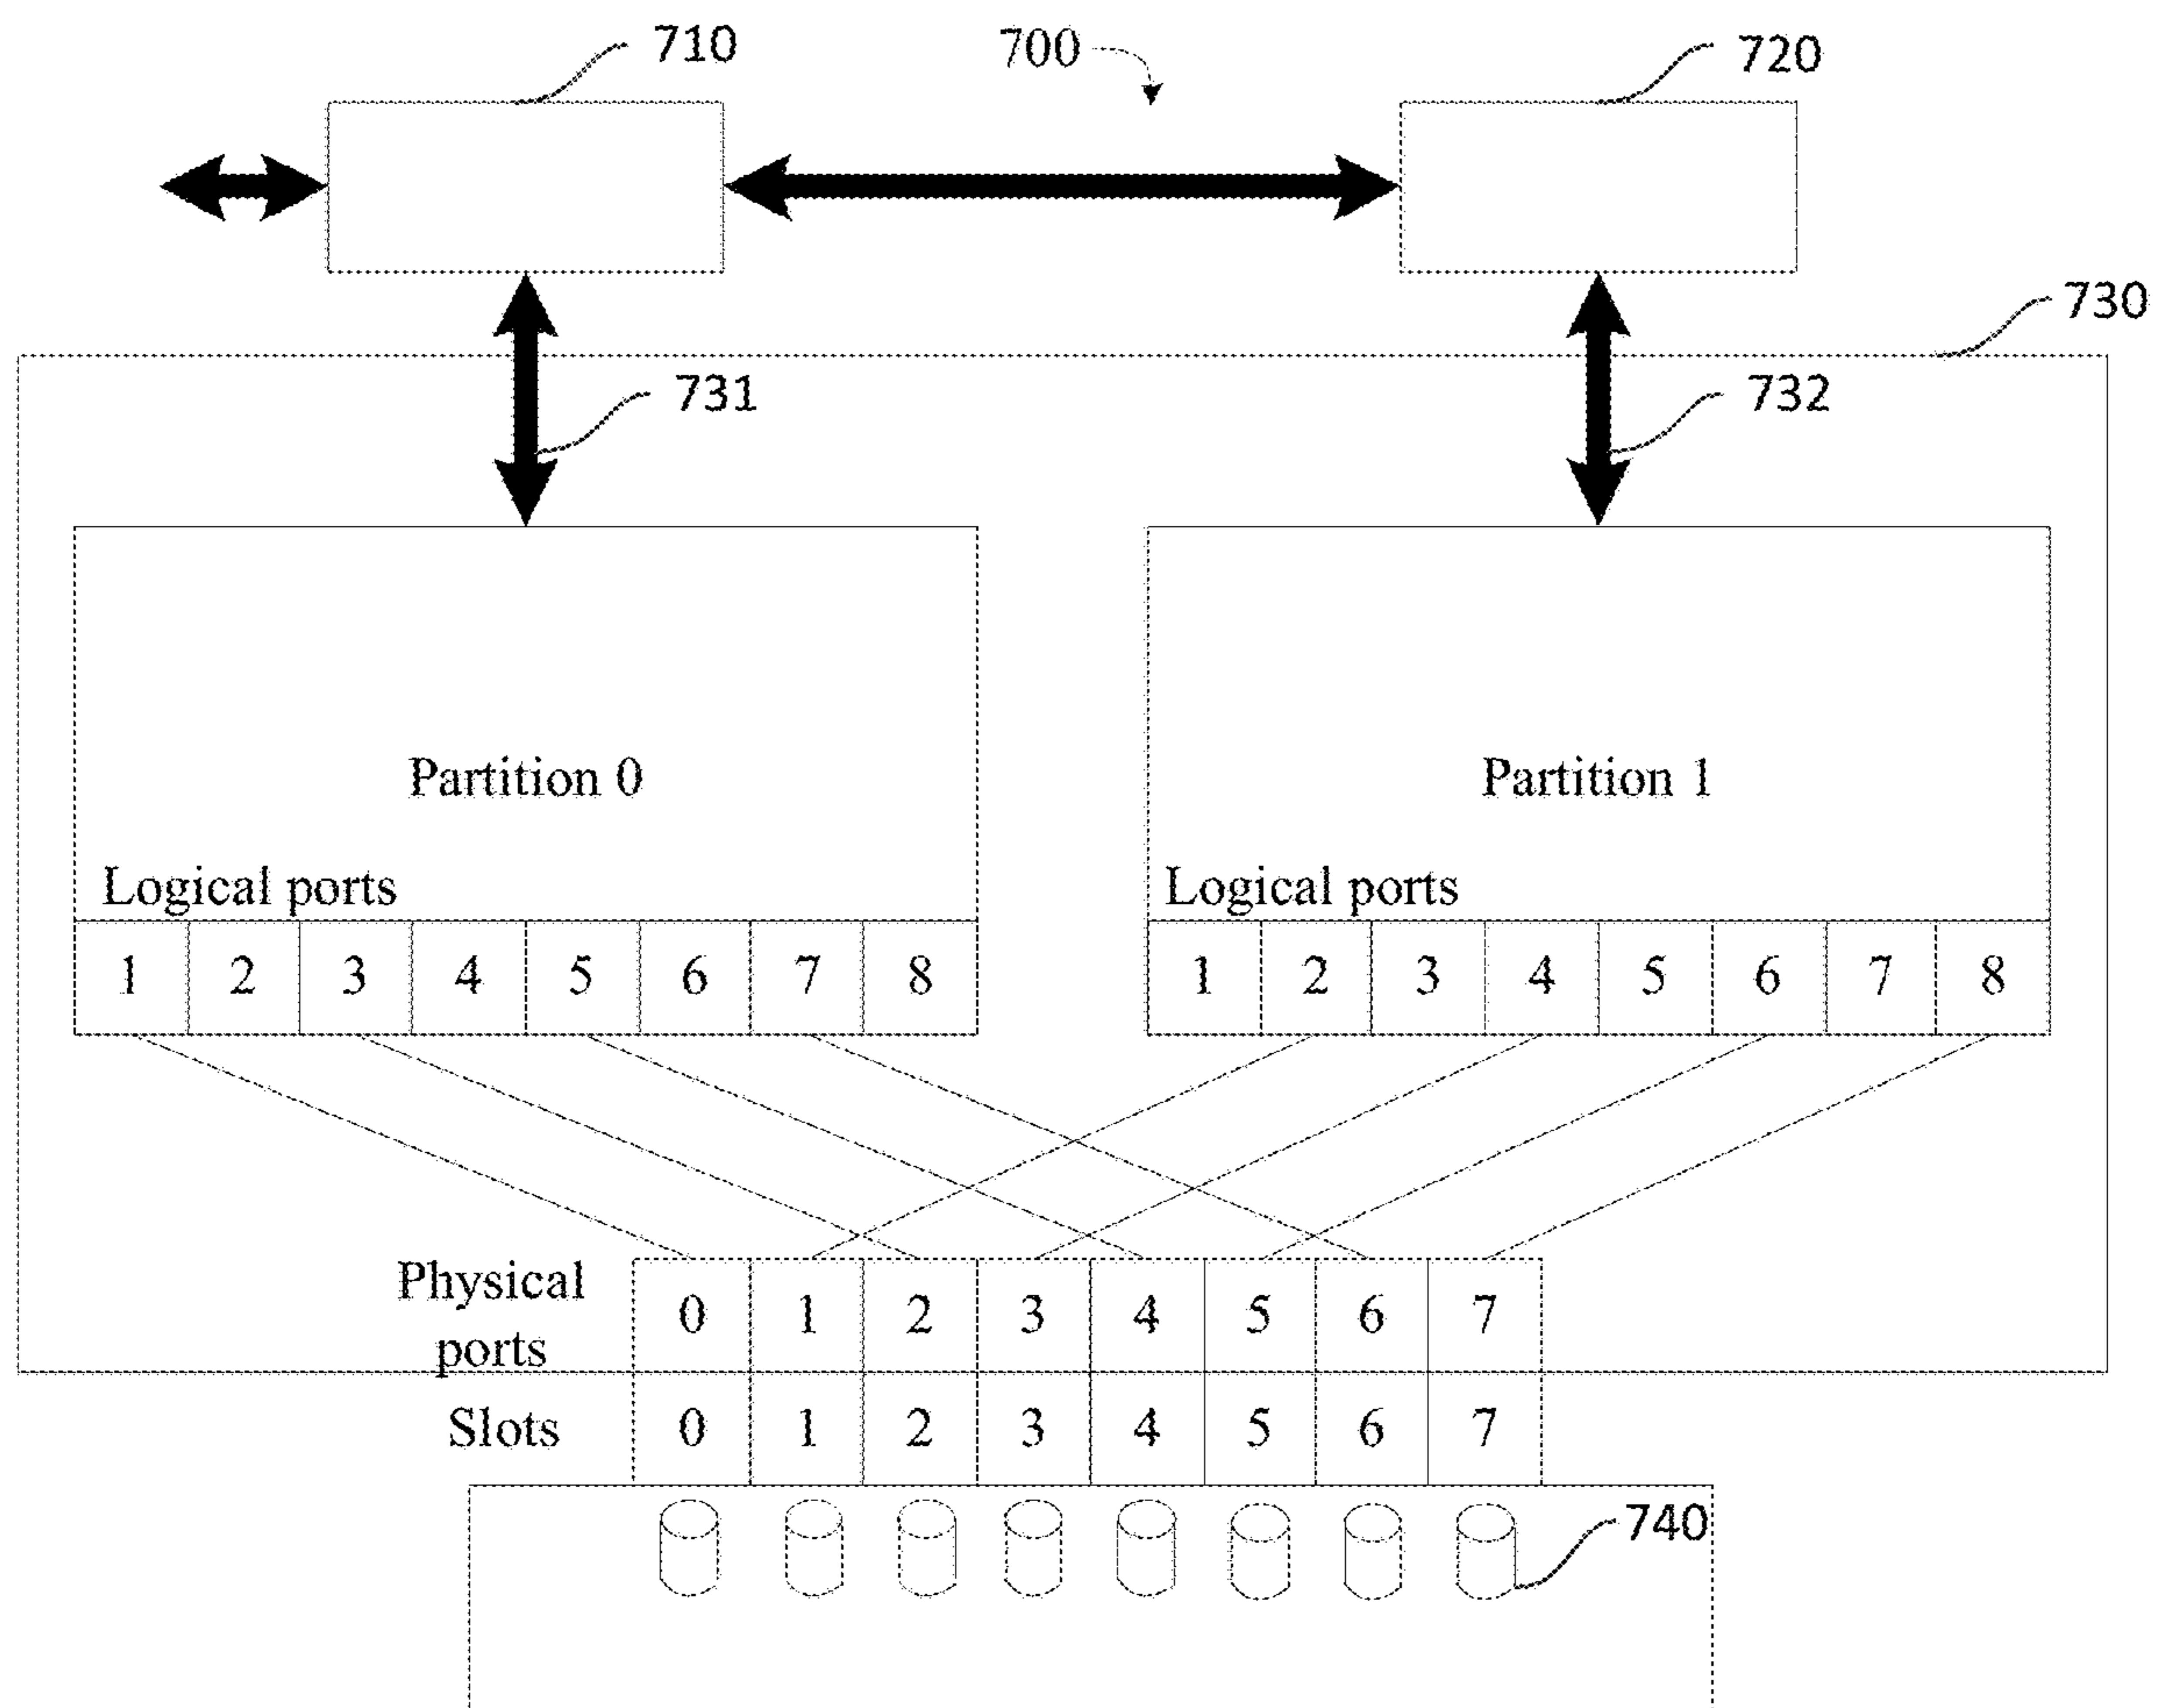 710
700
720
730
731
732
Partition 0
Partition 1
Logical ports
Logical ports
1 2 3 4 5 6 7 8
1 2 3 4 5 6 7 8
Physical
ports
0 1 2 3 4 5 6 7
Slots
0 1 2 3 4 5 6 7
740